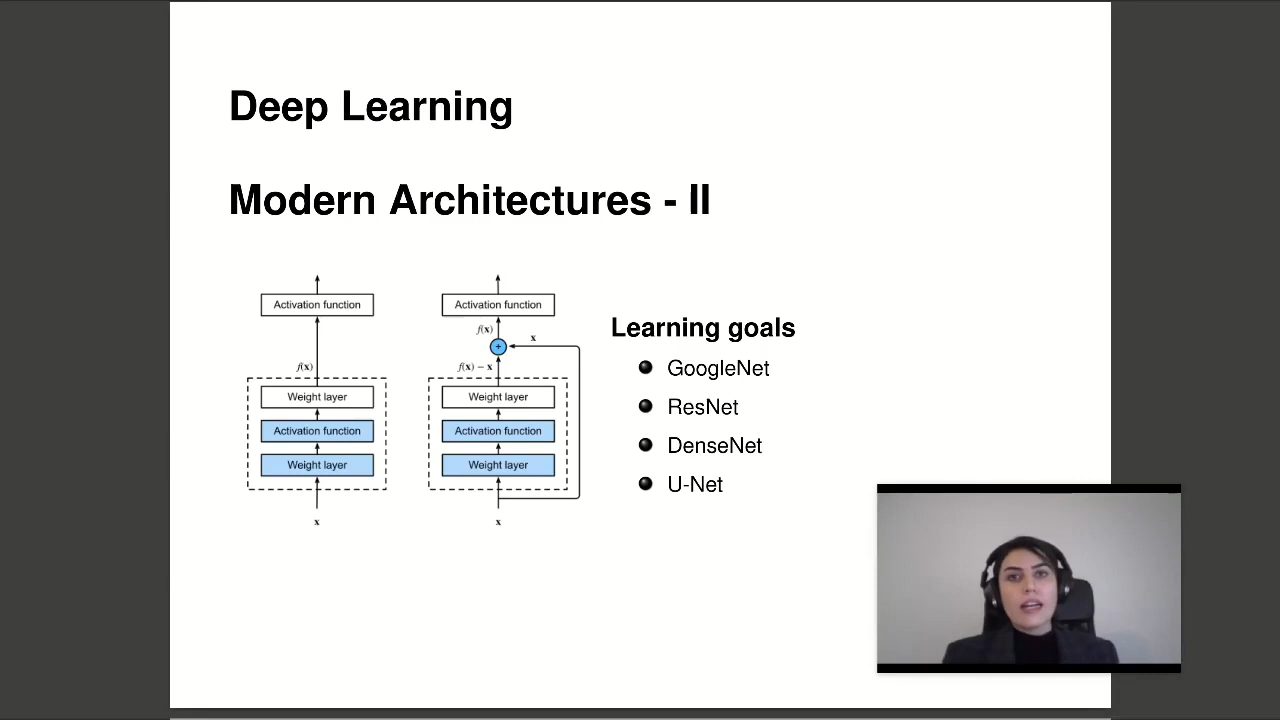 Deep Learning
Modern Architectures - II
Activation function
f(x)
Weight layer
Activation function
Weight layer
x
Activation function
f(x)
+
x
f(x) − x
Weight layer
Activation function
Weight layer
x
Learning goals
GoogleNet
ResNet
DenseNet
U-Net